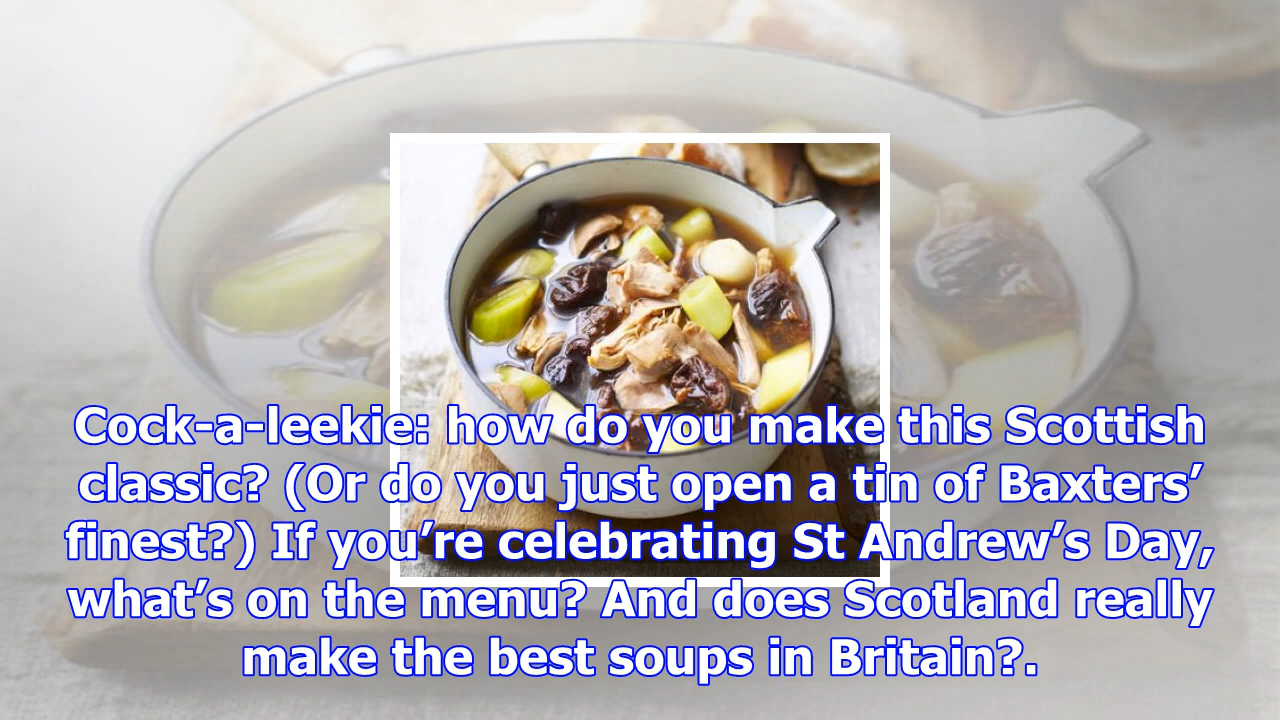 Cock-a-leekie: how do you make this Scottish
classic? (Or do you just open a tin of Baxters’
finest?) If you’re celebrating St Andrew’s Day,
what’s on the menu? And does Scotland really
make the best soups in Britain?.